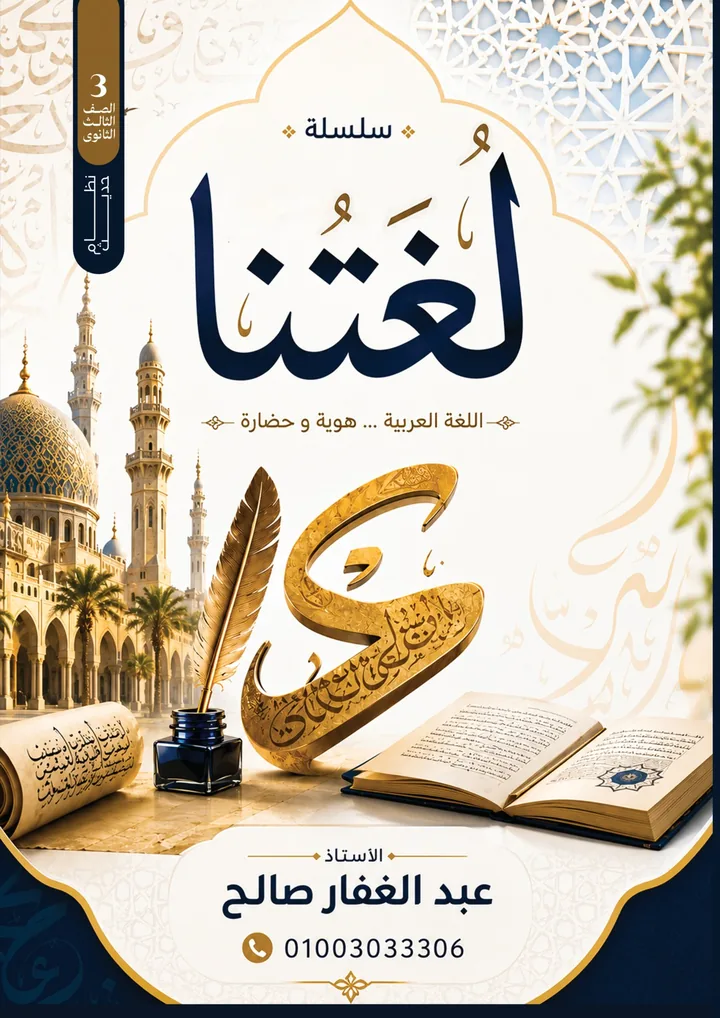 3
الصف
الثالث
الثانوى
نظام
حديث
سلسلة
لُغَتُنا
اللغة العربية ... هوية و حضارة
الأستاذ
عبد الغفار صالح
01003033306